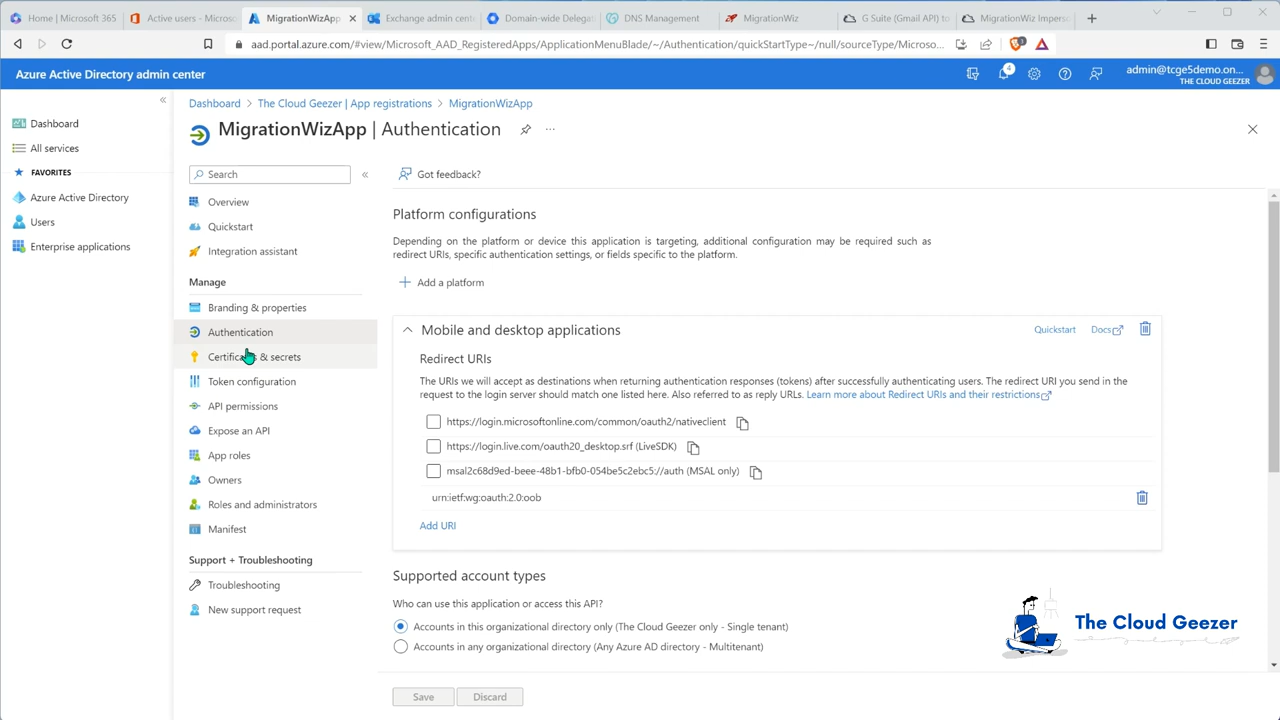 Home | Microsoft 365
Active users - Microso
MigrationWizApp
Exchange admin cente
Domain-wide Delegat
DNS Management
MigrationWiz
G Suite (Gmail API) to
MigrationWiz Impers
aad.portal.azure.com/#view/Microsoft_AAD_RegisteredApps/ApplicationMenuBlade/~/Authentication/quickStartType~/null/sourceType/Microso...
Azure Active Directory admin center
4
admin@tcge5demo.on...
THE CLOUD GEEZER
Dashboard
All services
FAVORITES
Azure Active Directory
Users
Enterprise applications
Dashboard > The Cloud Geezer | App registrations > MigrationWizApp
MigrationWizApp | Authentication
Search
Overview
Quickstart
Integration assistant
Manage
Branding & properties
Authentication
Certificates & secrets
Token configuration
API permissions
Expose an API
App roles
Owners
Roles and administrators
Manifest
Support + Troubleshooting
Troubleshooting
New support request
Got feedback?
Platform configurations
Depending on the platform or device this application is targeting, additional configuration may be required such as
redirect URIs, specific authentication settings, or fields specific to the platform.
Add a platform
Mobile and desktop applications
Quickstart
Docs
Redirect URIs
The URIs we will accept as destinations when returning authentication responses (tokens) after successfully authenticating users. The redirect URI you send in the
request to the login server should match one listed here. Also referred to as reply URLs. Learn more about Redirect URIs and their restrictions
https://login.microsoftonline.com/common/oauth2/nativeclient
https://login.live.com/oauth20_desktop.srf (LiveSDK)
msal2c68d9ed-beee-48b1-bfb0-054be5c2ebc5://auth (MSAL only)
urn:ietf:wg:oauth:2.0:oob
Add URI
Supported account types
Who can use this application or access this API?
Accounts in this organizational directory only (The Cloud Geezer only - Single tenant)
Accounts in any organizational directory (Any Azure AD directory - Multitenant)
Save
Discard
The Cloud Geezer